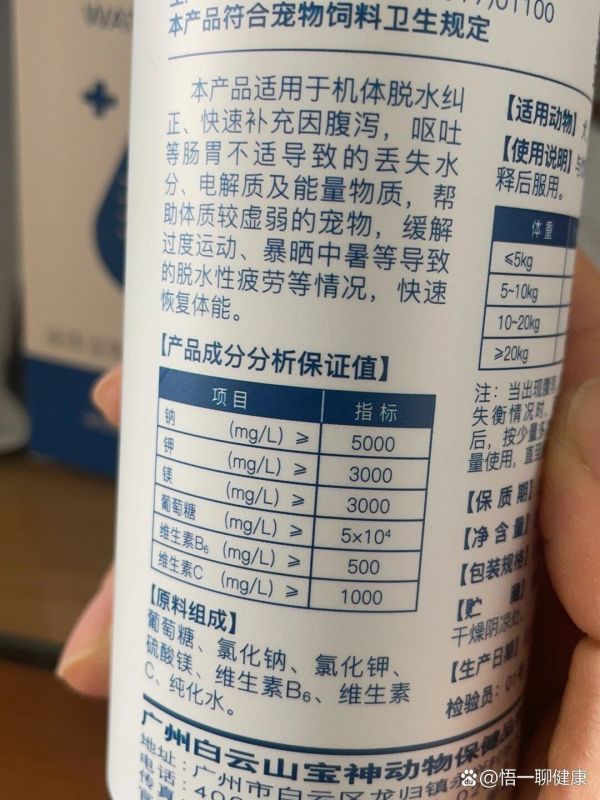 01100
本产品符合宠物饲料卫生规定
本产品适用于机体脱水纠
正、快速补充因腹泻，呕吐
等肠胃不适导致的丢失水
分、电解质及能量物质，帮
助体质较虚弱的宠物，缓解
过度运动、暴晒中暑等导致
的脱水性疲劳等情况，快速
恢复体能。
【产品成分分析保证值】
项目 指标
钠 (mg/L) ≥ 5000
钾 (mg/L) ≥ 3000
镁 (mg/L) ≥ 3000
葡萄糖 (mg/L) ≥ 5×10⁴
维生素B₆ (mg/L) ≥ 500
维生素C (mg/L) ≥ 1000
【原料组成】
葡萄糖、氯化钠、氯化钾、
硫酸镁、维生素B₆、维生素
C、纯化水。
广州白云山宝神动物保健品
地址：广州市白云区龙归镇
电话：400
传真
【适用动物】
【使用说明】
释后服用。
体重
≤5kg
5~10kg
10~20kg
≥20kg
注：当出现
失衡情况时，
后，按少量多
量使用，直
【保质期】
【净含量】
【包装规格】
【贮
干燥阴凉处
【生产日期】
检验员：01
悟一聊健康